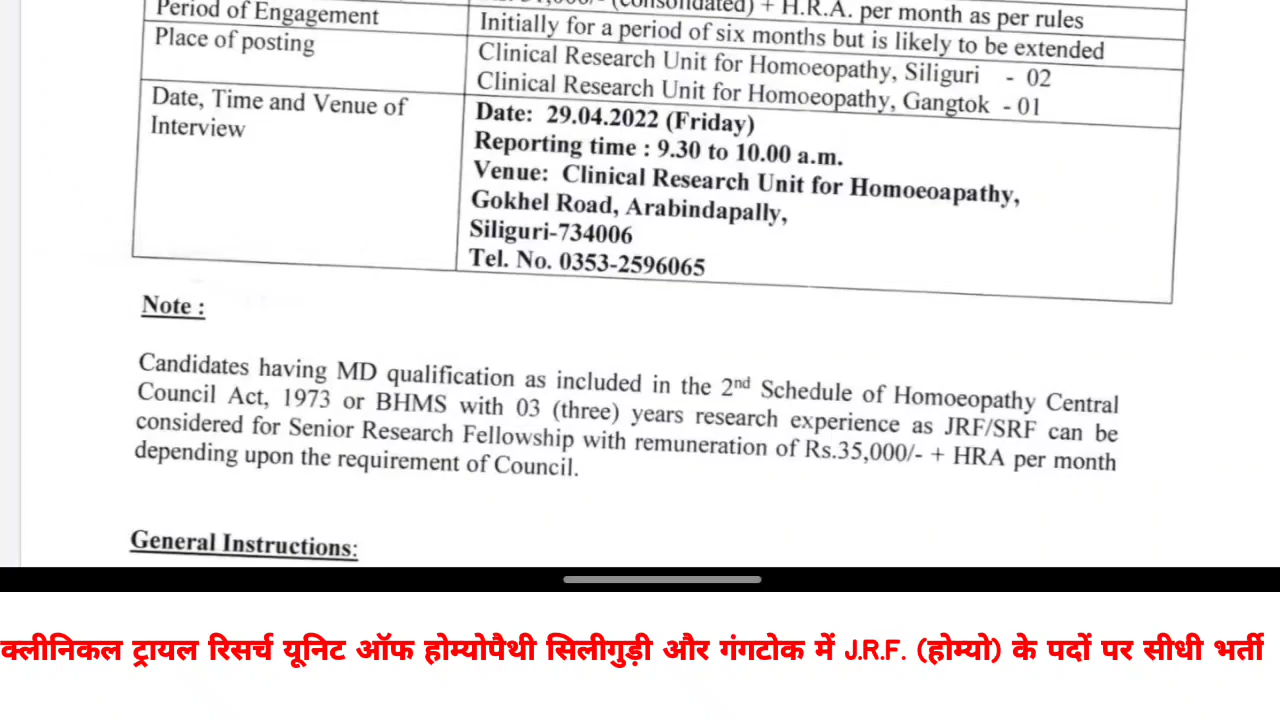 (consolidated) + H.R.A. per month as per rules
Period of Engagement
Initially for a period of six months but is likely to be extended
Place of posting
Clinical Research Unit for Homoeopathy, Siliguri - 02
Clinical Research Unit for Homoeopathy, Gangtok - 01
Date, Time and Venue of
Interview
Date: 29.04.2022 (Friday)
Reporting time : 9.30 to 10.00 a.m.
Venue: Clinical Research Unit for Homoeoapathy,
Gokhel Road, Arabindapally,
Siliguri-734006
Tel. No. 0353-2596065
Note :
Candidates having MD qualification as included in the 2nd Schedule of Homoeopathy Central
Council Act, 1973 or BHMS with 03 (three) years research experience as JRF/SRF can be
considered for Senior Research Fellowship with remuneration of Rs.35,000/- + HRA per month
depending upon the requirement of Council.
General Instructions:
क्लीनिकल ट्रायल रिसर्च यूनिट ऑफ होम्योपैथी सिलीगुड़ी और गंगटोक में J.R.F. (होम्यो) के पदों पर सीधी भर्ती